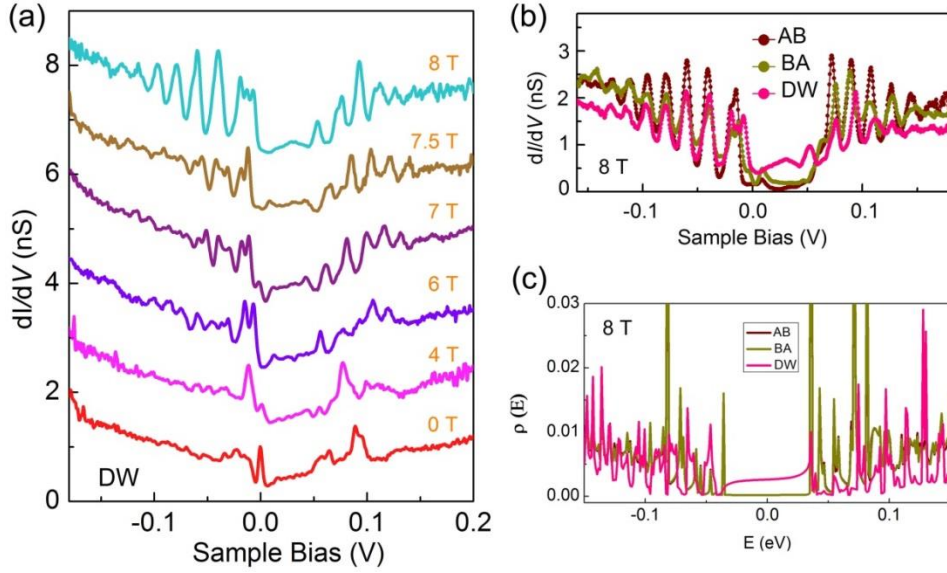 (a)
dI/dV (nS)
8
6
4
2
0
8 T
7.5 T
7 T
6 T
4 T
0 T
DW
-0.1
0.0
0.1
0.2
Sample Bias (V)
(b)
dI/dV (nS)
3
2
1
0
AB
BA
DW
8 T
-0.1
0.0
0.1
Sample Bias (V)
(c)
ρ (E)
0.03
0.02
0.01
0.00
8 T
AB
BA
DW
-0.1
0.0
0.1
E (eV)